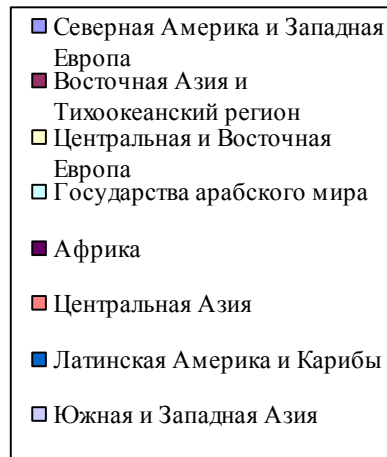 Северная Америка и Западная
Европа
Восточная Азия и
Тихоокеанский регион
Центральная и Восточная
Европа
Государства арабского мира
Африка
Центральная Азия
Латинская Америка и Карибы
Южная и Западная Азия